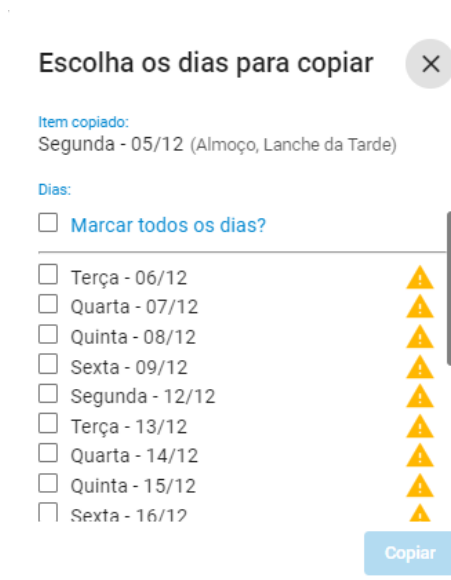 Escolha os dias para copiar
Item copiado:
Segunda - 05/12 (Almoço, Lanche da Tarde)
Dias:
Marcar todos os dias?
Terça - 06/12
Quarta - 07/12
Quinta - 08/12
Sexta - 09/12
Segunda - 12/12
Terça - 13/12
Quarta - 14/12
Quinta - 15/12
Sexta - 16/12
Copiar